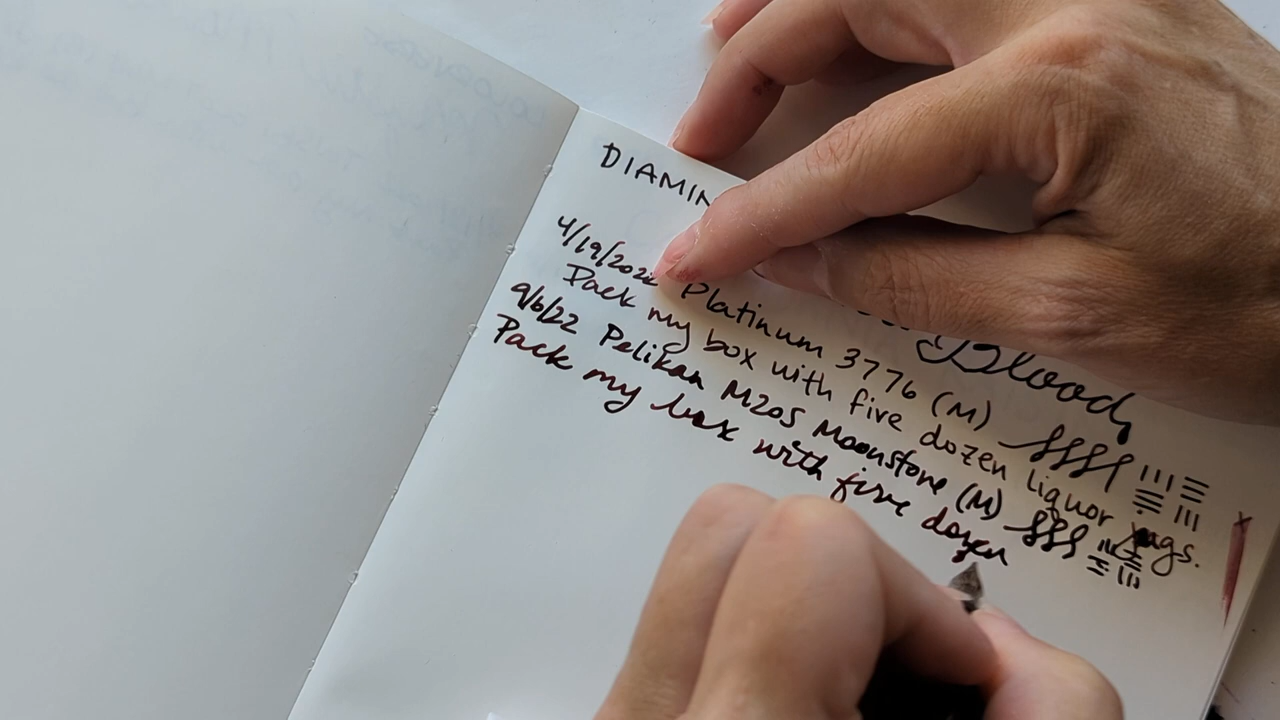 DIAMIN
Blood
4/19/2022 Platinum 3776 (M)
Pack my box with five dozen liquor jugs.
9/6/22 Pelikan M205 Moonstone (M)
Pack my box with five dozen